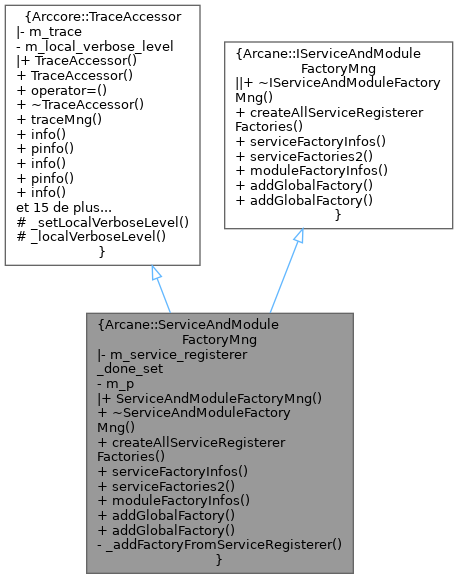 {Arccore::TraceAccessor
|- m_trace
- m_local_verbose_level
|+ TraceAccessor()
+ TraceAccessor()
+ operator=()
+ ~TraceAccessor()
+ traceMng()
+ info()
+ pinfo()
+ info()
+ pinfo()
+ info()
et 15 de plus...
# _setLocalVerboseLevel()
# _localVerboseLevel()
}
{Arcane::IServiceAndModule
FactoryMng
||+ ~IServiceAndModuleFactory
Mng()
+ createAllServiceRegisterer
Factories()
+ serviceFactoryInfos()
+ serviceFactories2()
+ moduleFactoryInfos()
+ addGlobalFactory()
+ addGlobalFactory()
}
{Arcane::ServiceAndModule
FactoryMng
|- m_service_registerer
_done_set
- m_p
|+ ServiceAndModuleFactoryMng()
+ ~ServiceAndModuleFactory
Mng()
+ createAllServiceRegisterer
Factories()
+ serviceFactoryInfos()
+ serviceFactories2()
+ moduleFactoryInfos()
+ addGlobalFactory()
+ addGlobalFactory()
- _addFactoryFromServiceRegisterer()
}